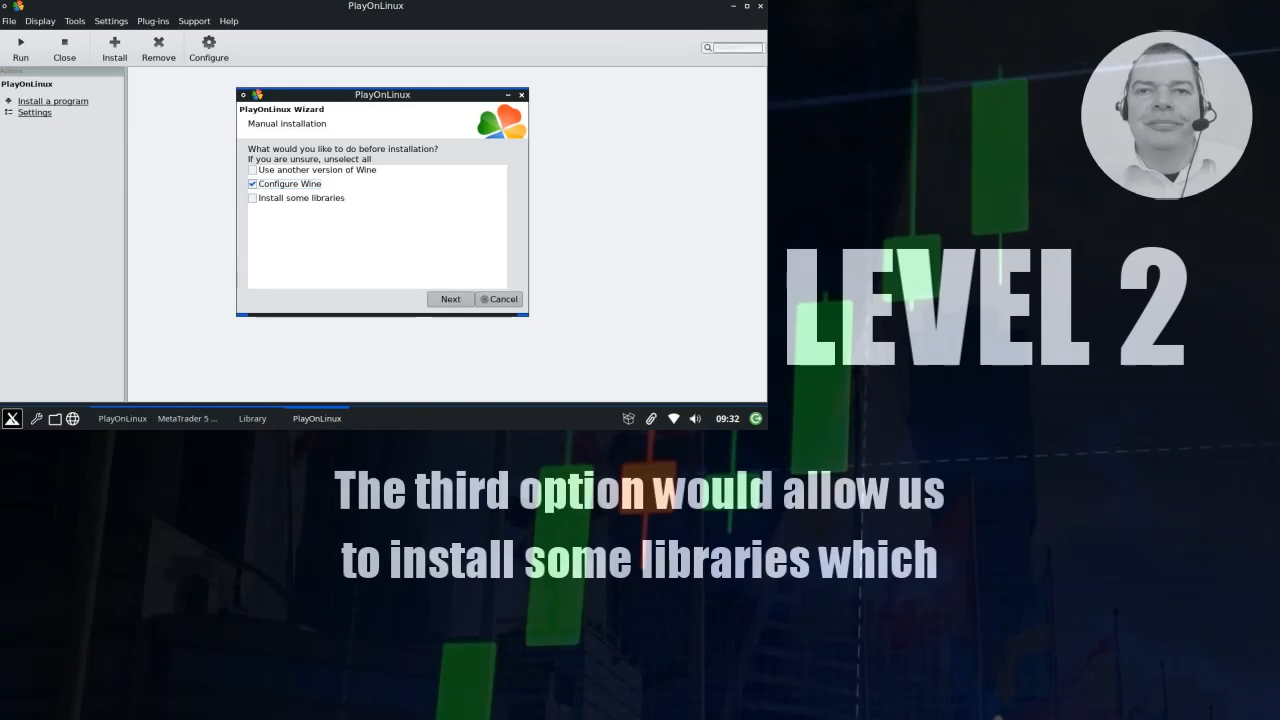 PlayOnLinux
File Display Tools Settings Plug-ins Support Help
Run Close Install Remove Configure
Actions
PlayOnLinux
Install a program
Settings
PlayOnLinux
PlayOnLinux Wizard
Manual installation
What would you like to do before installation?
If you are unsure, unselect all
Use another version of Wine
Configure Wine
Install some libraries
Next Cancel
PlayOnLinux MetaTrader 5 ... Library PlayOnLinux 09:32
LEVEL 2
The third option would allow us
to install some libraries which